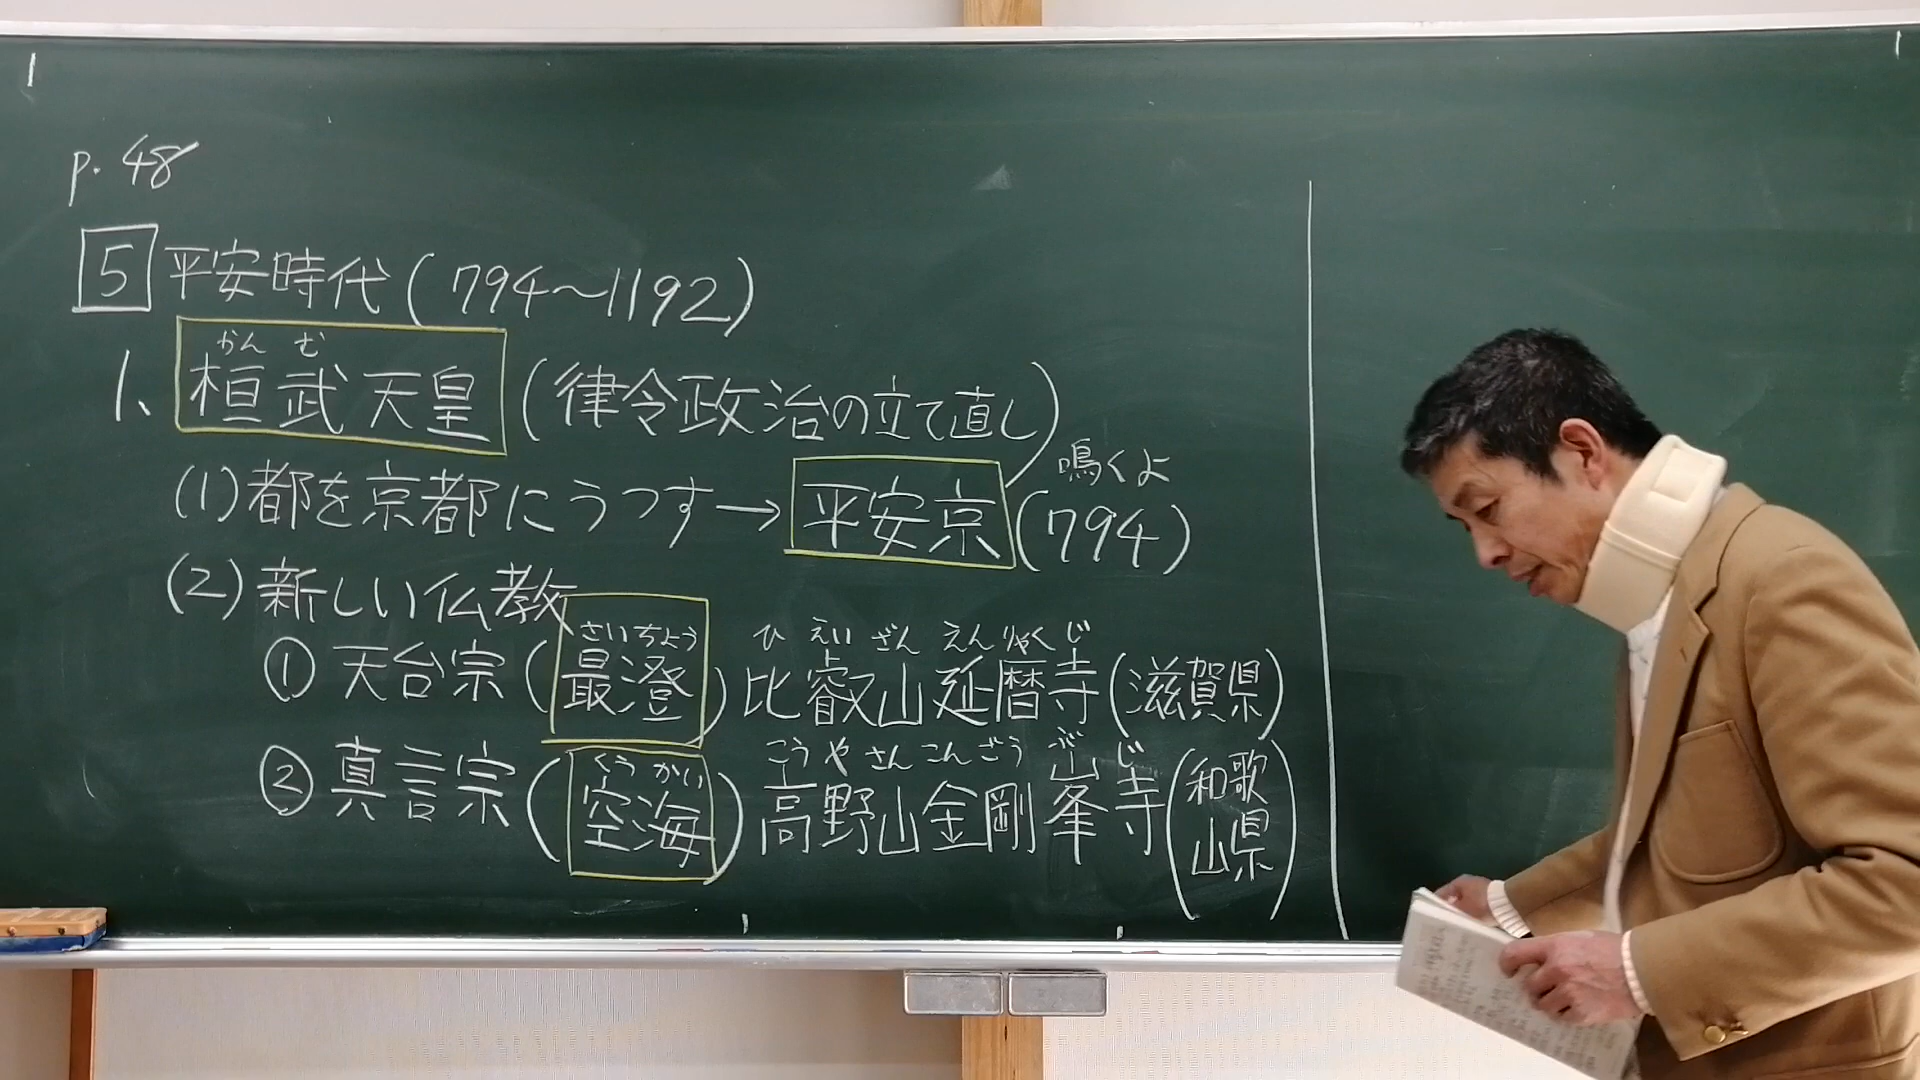 p. 48
5 平安時代(794〜1192)
かん む
1、桓武天皇(律令政治の立て直し)
鳴くよ
(1)都を京都にうつす→平安京(794)
(2)新しい仏教
さいちょう ひ えい ざん えん りゃく じ
① 天台宗(最澄)比叡山延暦寺(滋賀県)
くう かい こう や さん こん ごう ぶ じ
② 真言宗(空海)高野山金剛峯寺(和歌山県)